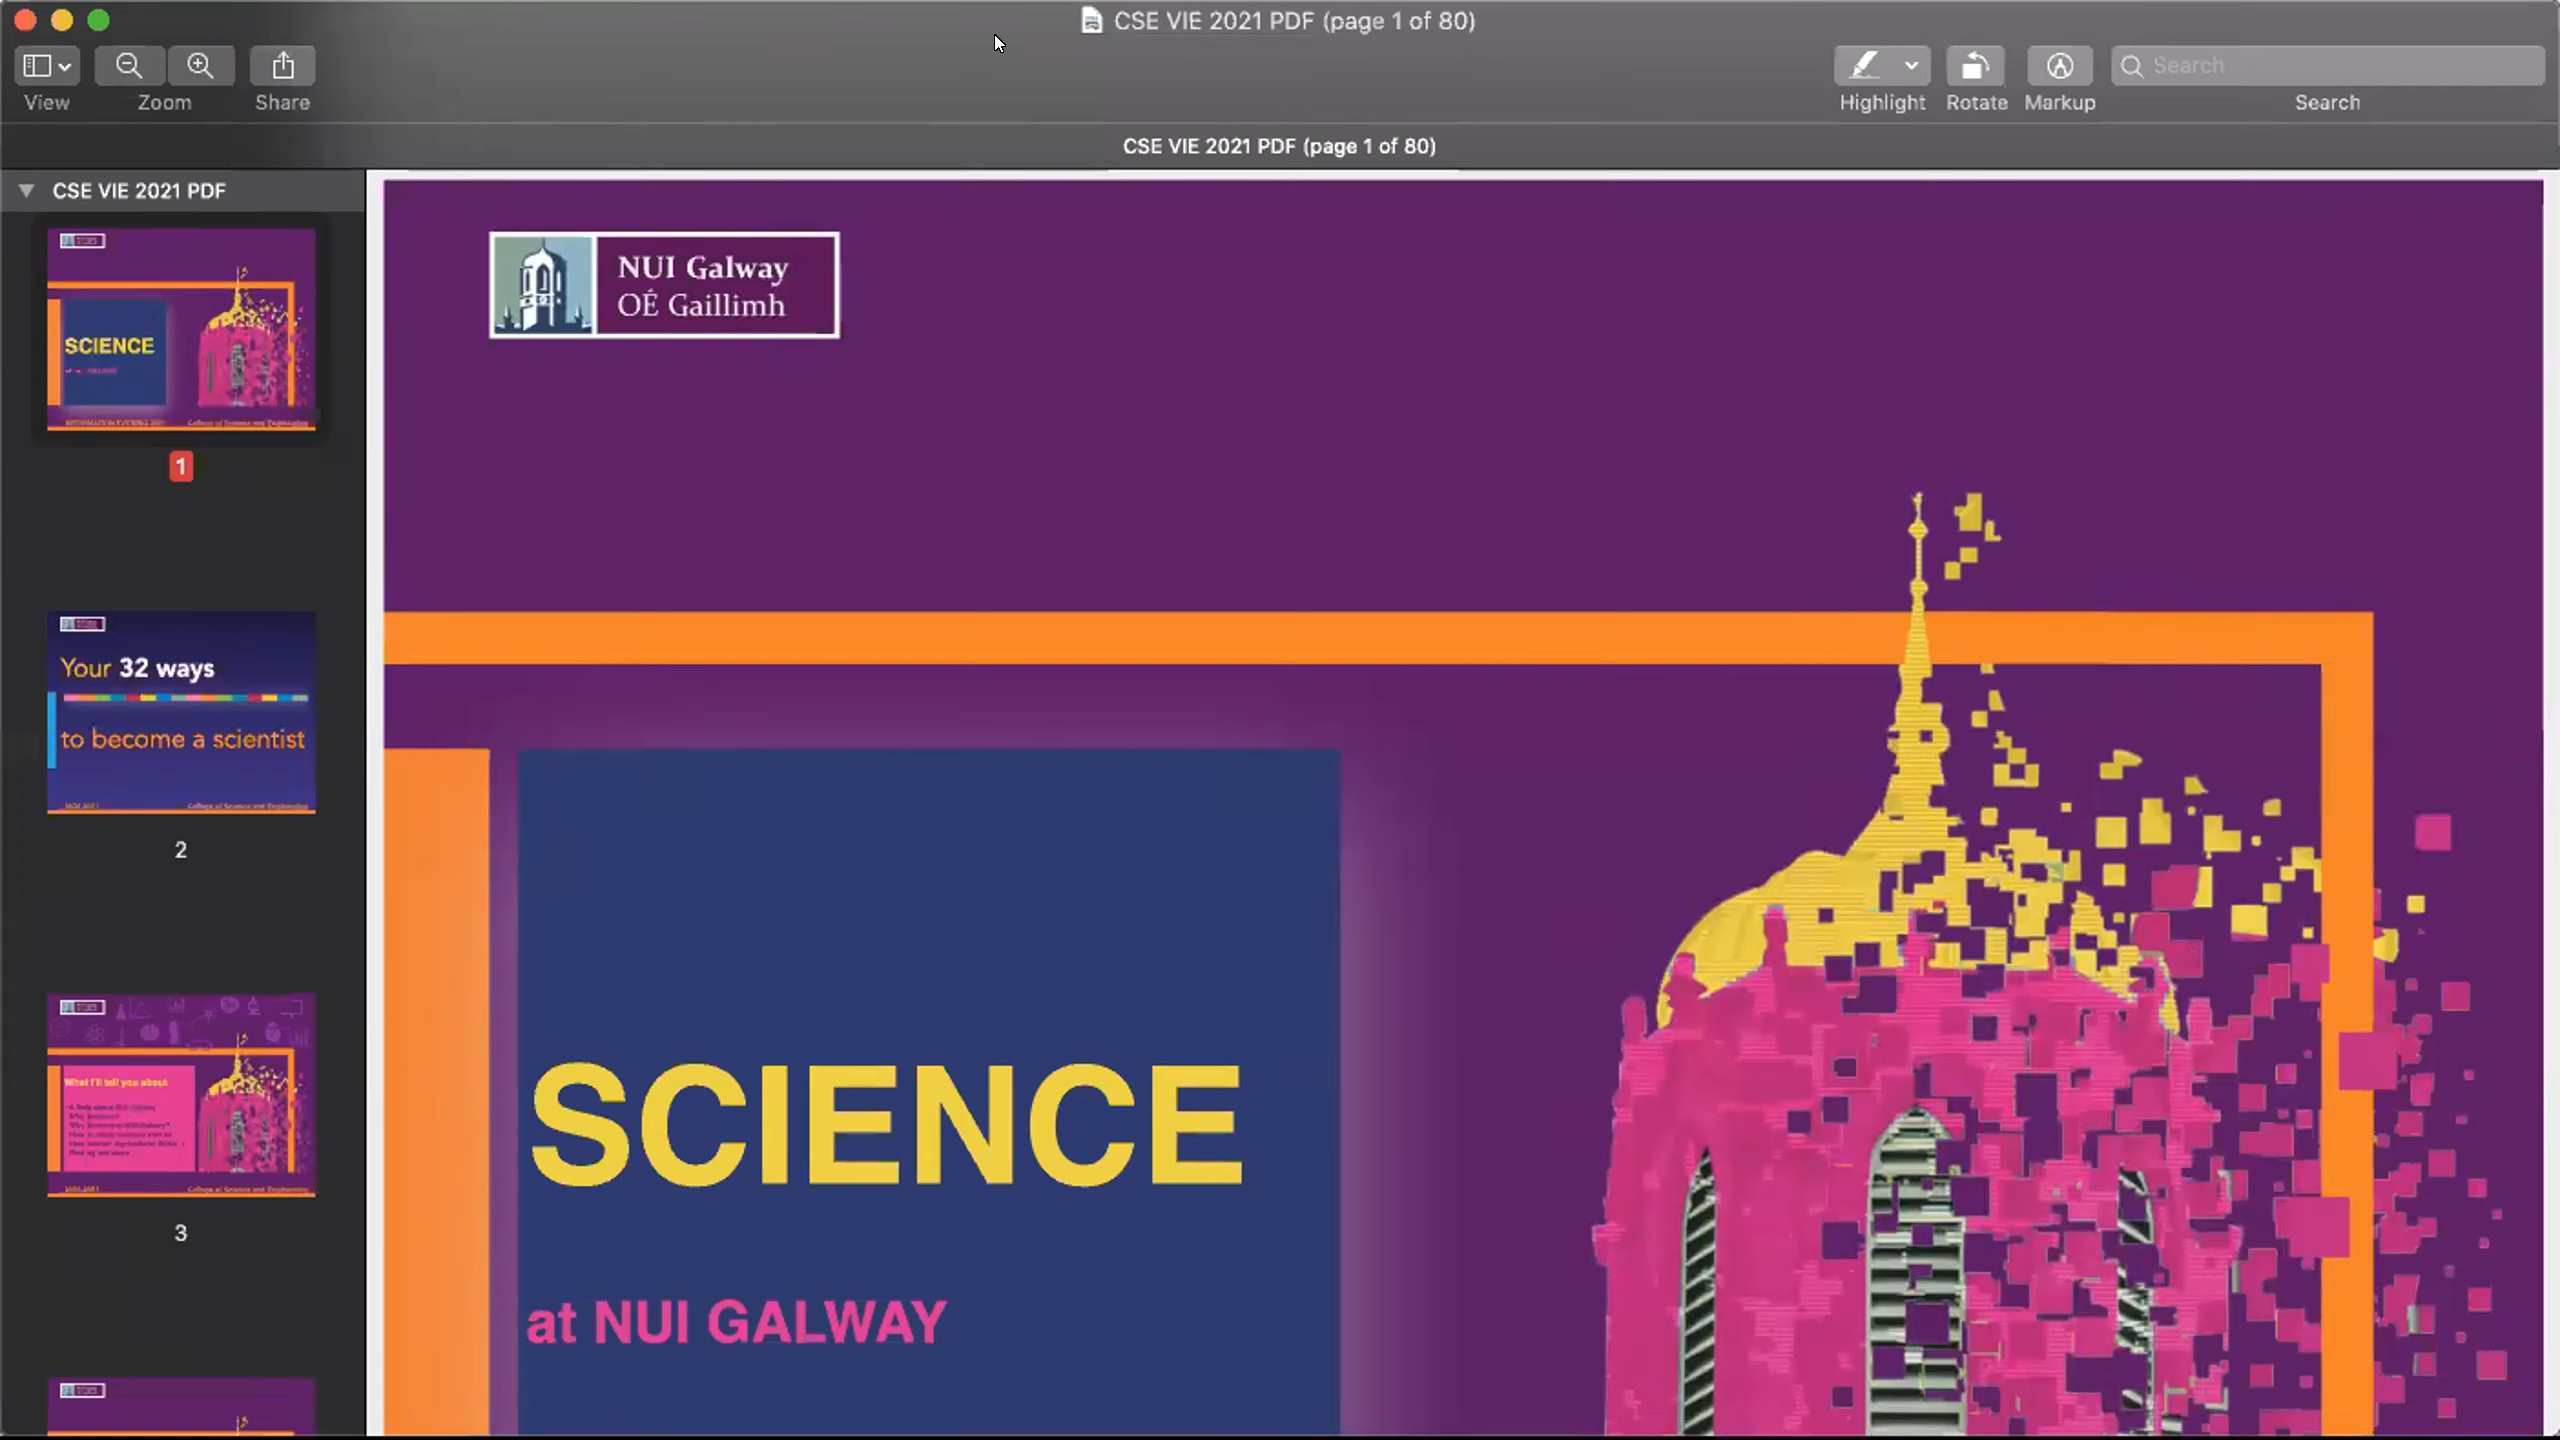 CSE VIE 2021 PDF (page 1 of 80)
View
Zoom
Share
Highlight
Rotate
Markup
Search
Search
CSE VIE 2021 PDF (page 1 of 80)
CSE VIE 2021 PDF
SCIENCE
1
Your 32 ways
to become a scientist
2
What I'll tell you about
3
NUI Galway
OÉ Gaillimh
SCIENCE
at NUI GALWAY